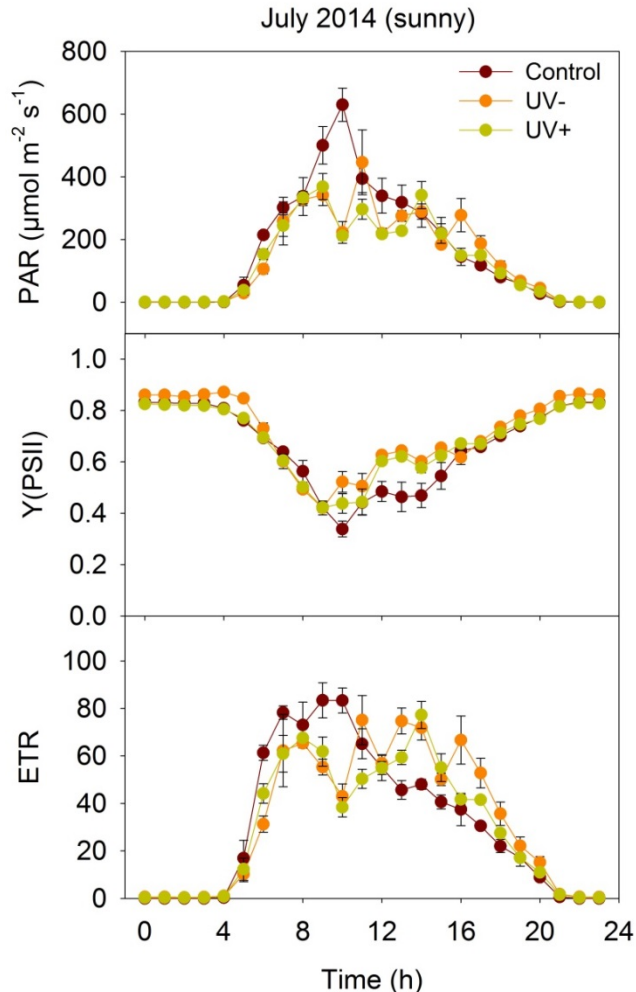 July 2014 (sunny)
800
600
400
200
0
PAR (µmol m⁻² s⁻¹)
Control
UV-
UV+
1.0
0.8
0.6
0.4
0.2
0.0
Y(PSII)
100
80
60
40
20
0
ETR
0 4 8 12 16 20 24
Time (h)